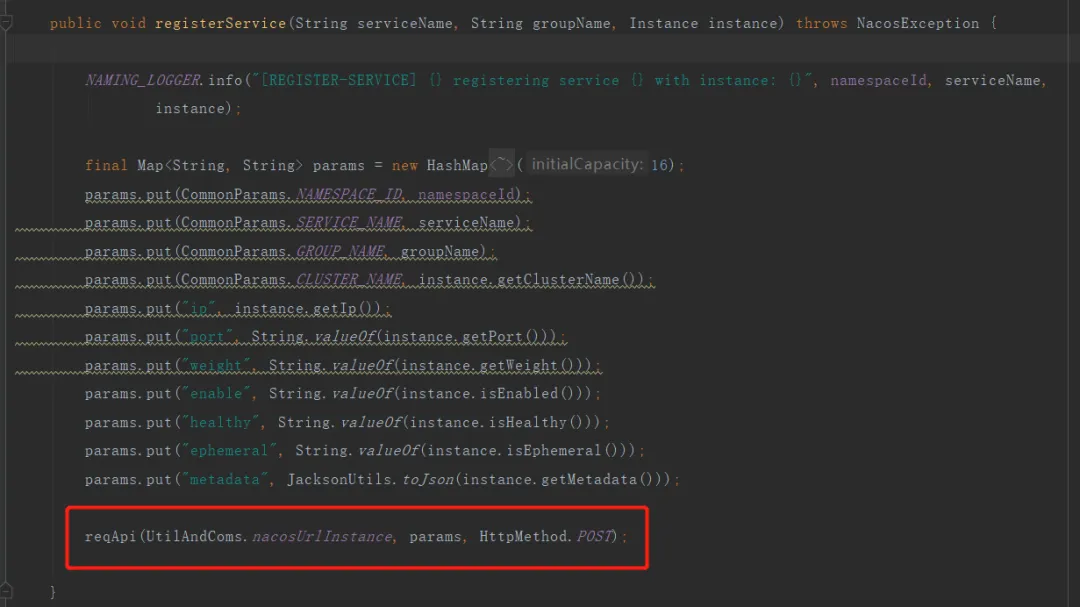 public void registerService(String serviceName, String groupName, Instance instance) throws NacosException {
NAMING_LOGGER.info("[REGISTER-SERVICE] {} registering service {} with instance: {}", namespaceId, serviceName,
instance);
final Map<String, String> params = new HashMap<~>( initialCapacity: 16);
params.put(CommonParams.NAMESPACE_ID, namespaceId);
params.put(CommonParams.SERVICE_NAME, serviceName);
params.put(CommonParams.GROUP_NAME, groupName);
params.put(CommonParams.CLUSTER_NAME, instance.getClusterName());
params.put("ip", instance.getIp());
params.put("port", String.valueOf(instance.getPort()));
params.put("weight", String.valueOf(instance.getWeight()));
params.put("enable", String.valueOf(instance.isEnabled()));
params.put("healthy", String.valueOf(instance.isHealthy()));
params.put("ephemeral", String.valueOf(instance.isEphemeral()));
params.put("metadata", JacksonUtils.toJson(instance.getMetadata()));
reqApi(UtilAndComs.nacosUrlInstance, params, HttpMethod.POST);
}